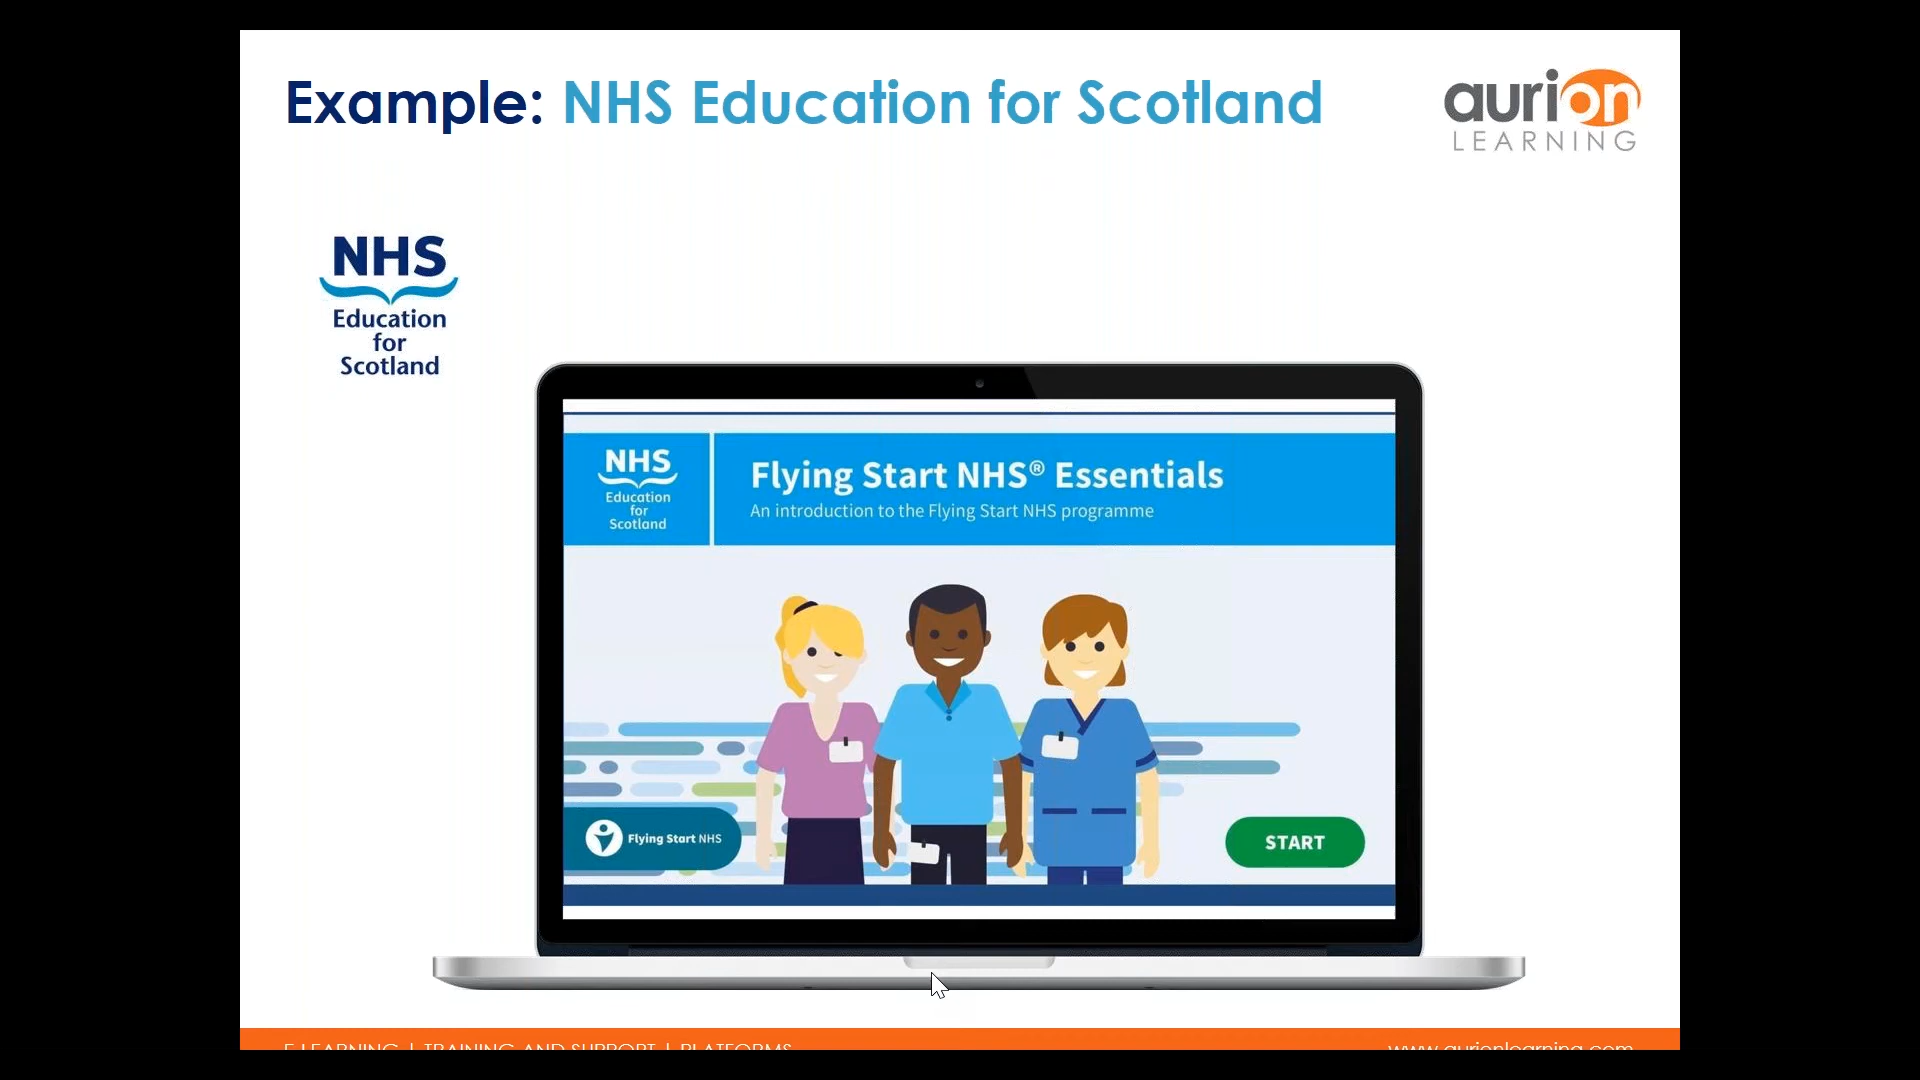 Example: NHS Education for Scotland
aurion
LEARNING
NHS
Education
for
Scotland
NHS
Education
for
Scotland
Flying Start NHS® Essentials
An introduction to the Flying Start NHS programme
Flying Start NHS
START
E-LEARNING | TRAINING AND SUPPORT | PLATFORMS
www.aurionlearning.com